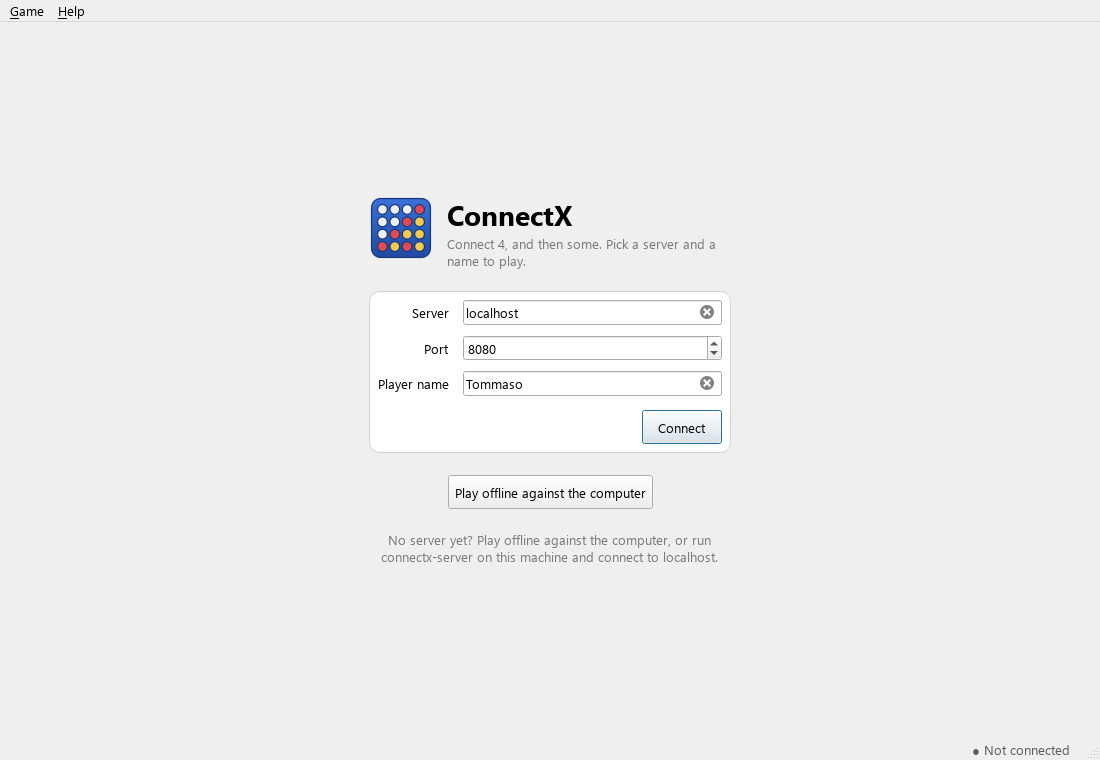 Game Help
ConnectX
Connect 4, and then some. Pick a server and a
name to play.
Server localhost
Port 8080
Player name Tommaso
Connect
Play offline against the computer
No server yet? Play offline against the computer, or run
connectx-server on this machine and connect to localhost.
● Not connected